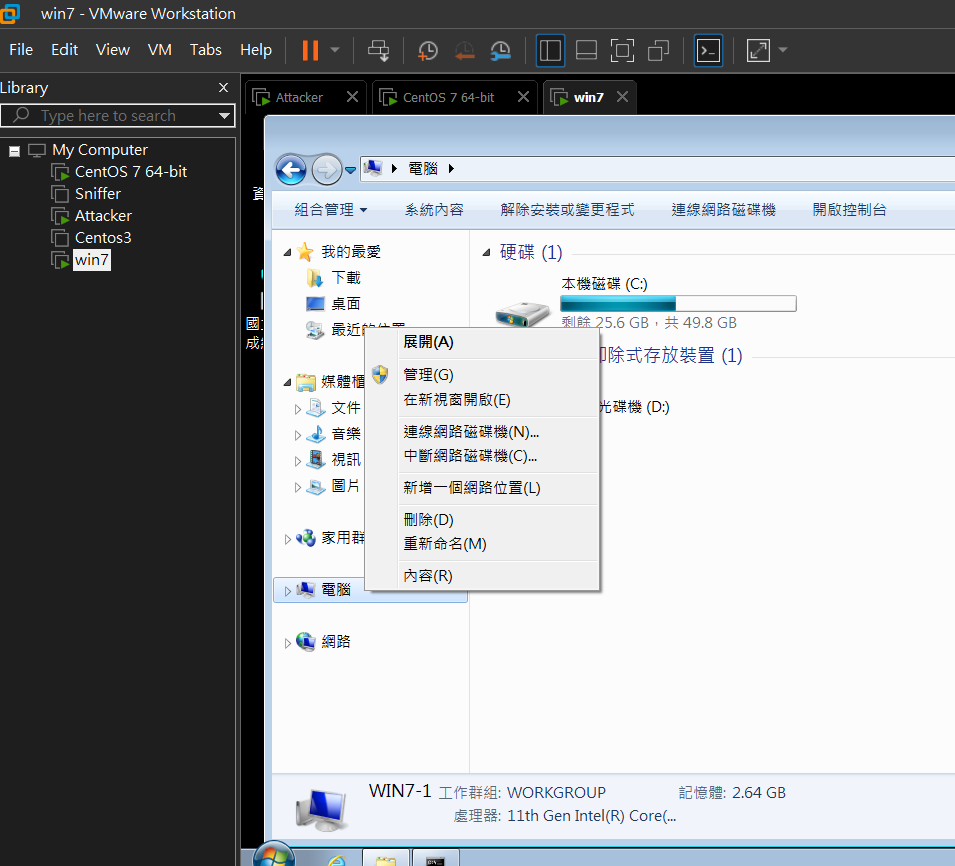 win7 - VMware Workstation
File Edit View VM Tabs Help
Library
Type here to search
My Computer
CentOS 7 64-bit
Sniffer
Attacker
Centos3
win7
Attacker CentOS 7 64-bit win7
電腦
組合管理 系統內容 解除安裝或變更程式 連線網路磁碟機 開啟控制台
資
國
成
我的最愛
下載
桌面
最近的位置
媒體櫃
文件
音樂
視訊
圖片
家用群
電腦
網路
硬碟 (1)
本機磁碟 (C:)
剩餘 25.6 GB,共 49.8 GB
除式存放裝置 (1)
光碟機 (D:)
展開(A)
管理(G)
在新視窗開啟(E)
連線網路磁碟機(N)...
中斷網路磁碟機(C)...
新增一個網路位置(L)
刪除(D)
重新命名(M)
內容(R)
WIN7-1 工作群組: WORKGROUP 記憶體: 2.64 GB
處理器: 11th Gen Intel(R) Core(...